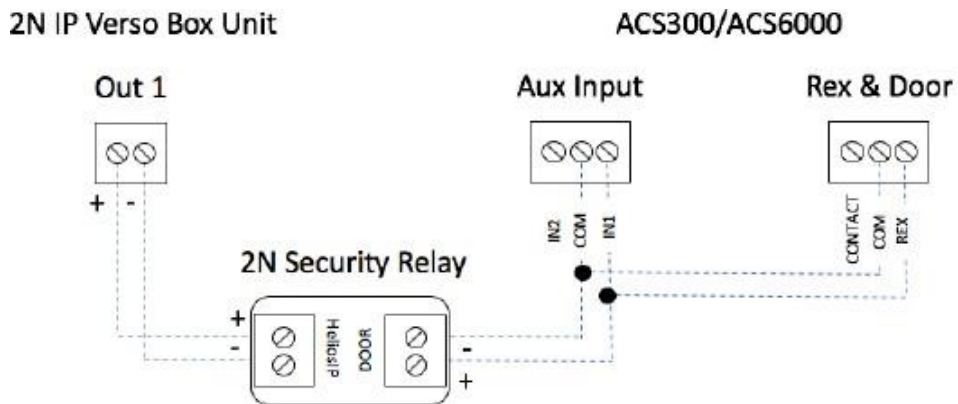 2N IP Verso Box Unit
ACS300/ACS6000
Out 1
Aux Input
Rex & Door
+ -
IN2
COM
IN1
CONTACT
COM
REX
2N Security Relay
+
-
HeliosIP
DOOR
-
+